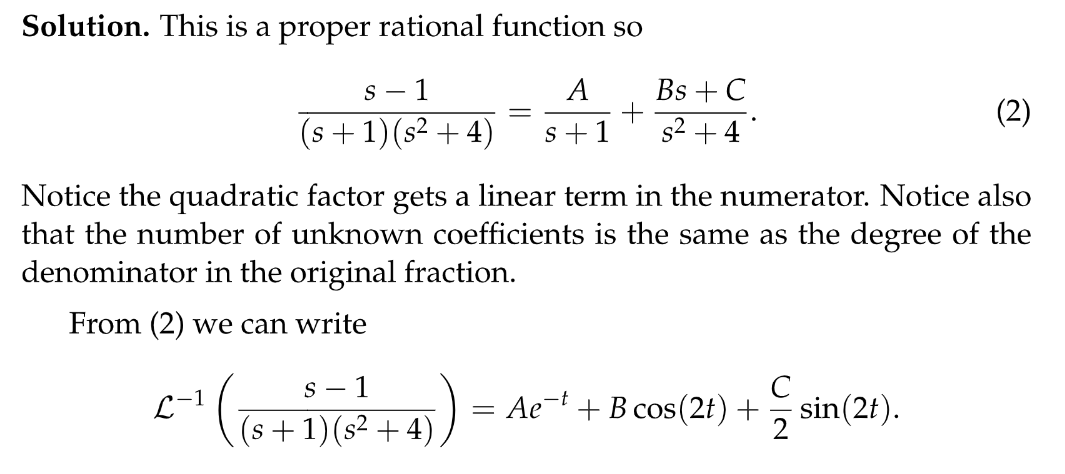 Solution. This is a proper rational function so
$$\frac{s-1}{(s+1)(s^2+4)} = \frac{A}{s+1} + \frac{Bs+C}{s^2+4}. \quad (2)$$
Notice the quadratic factor gets a linear term in the numerator. Notice also
that the number of unknown coefficients is the same as the degree of the
denominator in the original fraction.
From (2) we can write
$$\mathcal{L}^{-1}\left(\frac{s-1}{(s+1)(s^2+4)}\right) = Ae^{-t} + B\cos(2t) + \frac{C}{2}\sin(2t).$$